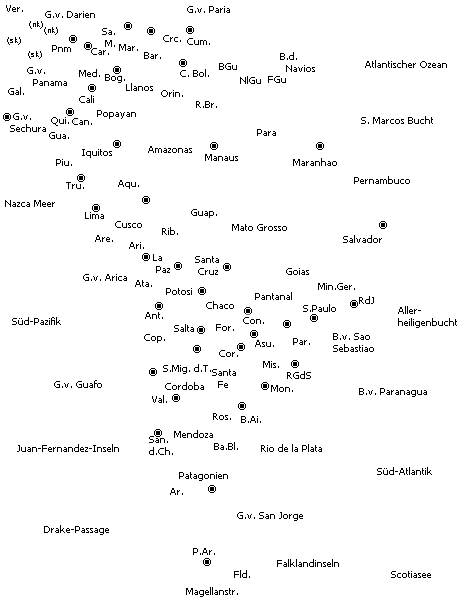 Ver.
G.v. Darien
G.v. Paria
(nk)
(nk)
Sa.
Crc.
Cum.
(sk)
Pnm
Car.
M.
Mar.
(sk)
Bar.
B.d.
Navios
Atlantischer Ozean
G.v.
Panama
Med.
Bog.
C. Bol.
BGu
NlGu
FGu
Gal.
Cali
Llanos
Orin.
R.Br.
G.v.
Sechura
Qui.
Can.
Popayan
S. Marcos Bucht
Gua.
Para
Piu.
Iquitos
Amazonas
Manaus
Maranhao
Tru.
Aqu.
Pernambuco
Nazca Meer
Lima
Guap.
Cusco
Rib.
Mato Grosso
Salvador
Are.
Ari.
La
Paz
Santa
Cruz
G.v. Arica
Ata.
Goias
Potosi
Pantanal
Min.Ger.
Ant.
Chaco
Con.
S.Paulo
RdJ
Aller-
heiligenbucht
Süd-Pazifik
Salta
For.
Cop.
Asu.
Par.
B.v. Sao
Sebastiao
Cor.
S.Mig. d.T.
Santa
Fe
Mis.
RGdS
G.v. Guafo
Cordoba
Mon.
B.v. Paranagua
Val.
Ros.
B.Ai.
San.
d.Ch.
Mendoza
Juan-Fernandez-Inseln
Ba.Bl.
Rio de la Plata
Patagonien
Süd-Atlantik
Ar.
G.v. San Jorge
Drake-Passage
P.Ar.
Falklandinseln
Fld.
Scotiasee
Magellanstr.